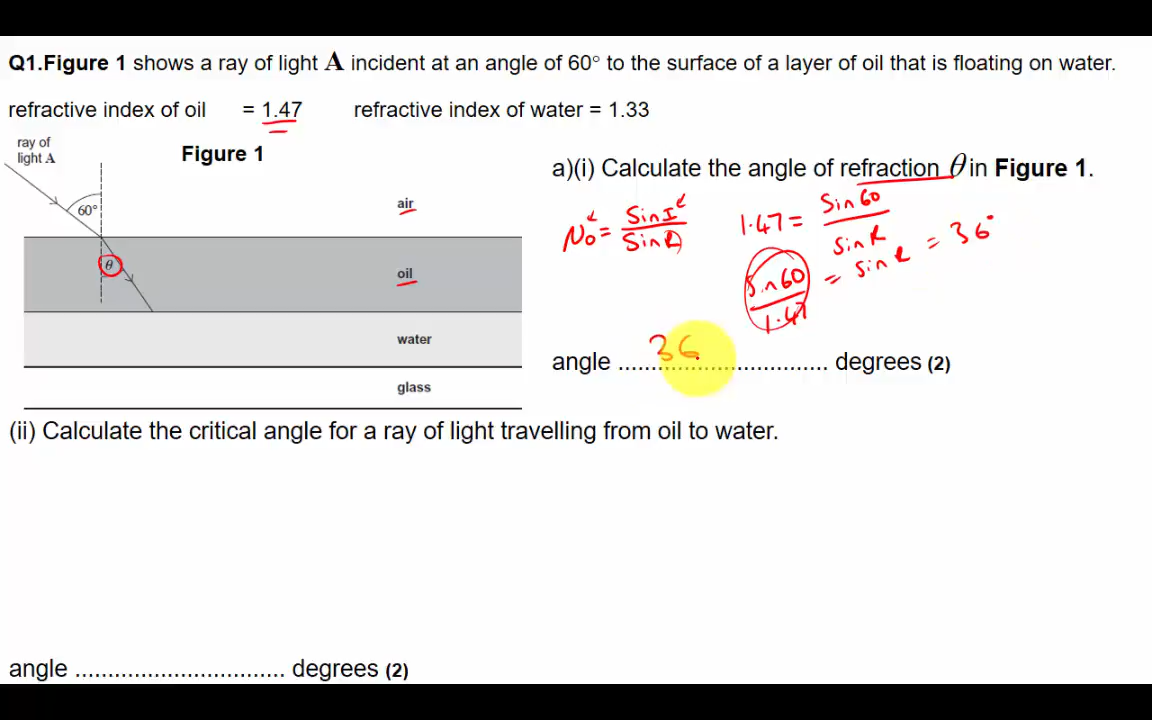 Q1.Figure 1 shows a ray of light A incident at an angle of 60° to the surface of a layer of oil that is floating on water.
refractive index of oil = 1.47 refractive index of water = 1.33
ray of
light A
Figure 1
60°
θ
air
oil
water
glass
a)(i) Calculate the angle of refraction θ in Figure 1.
No = Sin I / Sin R
1.47 = Sin 60 / Sin R
Sin 60 / 1.47 = Sin R = 36°
36
angle ................................ degrees (2)
(ii) Calculate the critical angle for a ray of light travelling from oil to water.
angle ................................ degrees (2)